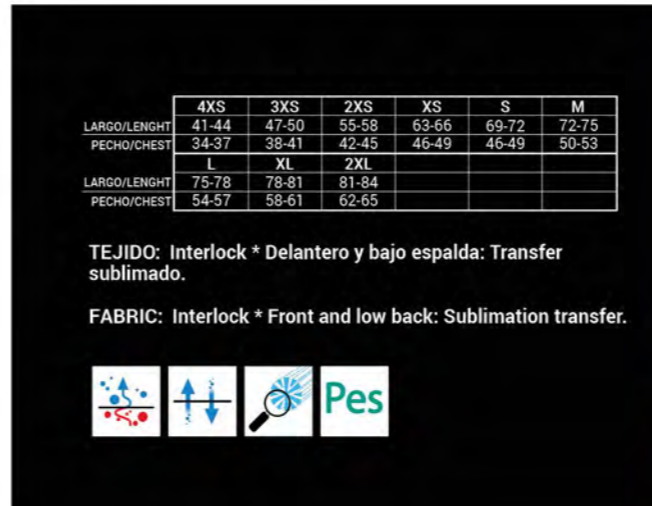 4XS 3XS 2XS XS S M
LARGO/LENGHT 41-44 47-50 55-58 63-66 69-72 72-75
PECHO/CHEST 34-37 38-41 42-45 46-49 46-49 50-53
L XL 2XL
LARGO/LENGHT 75-78 78-81 81-84
PECHO/CHEST 54-57 58-61 62-65
TEJIDO: Interlock * Delantero y bajo espalda: Transfer
sublimado.
FABRIC: Interlock * Front and low back: Sublimation transfer.
Pes